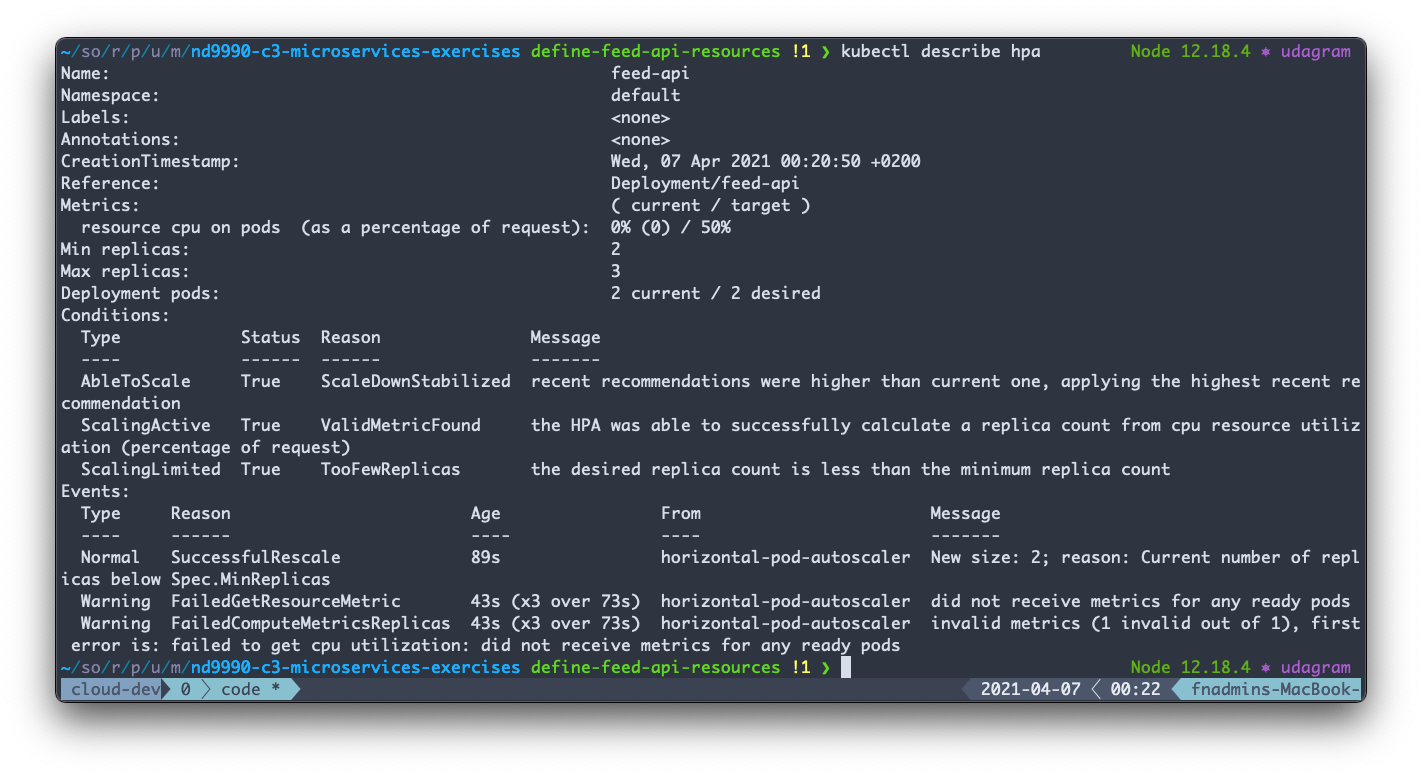 ~/so/r/p/u/m/nd9990-c3-microservices-exercises define-feed-api-resources !1 ❯ kubectl describe hpa Node 12.18.4 ⎈ udagram
Name: feed-api
Namespace: default
Labels: <none>
Annotations: <none>
CreationTimestamp: Wed, 07 Apr 2021 00:20:50 +0200
Reference: Deployment/feed-api
Metrics: ( current / target )
  resource cpu on pods  (as a percentage of request): 0% (0) / 50%
Min replicas: 2
Max replicas: 3
Deployment pods: 2 current / 2 desired
Conditions:
  Type Status Reason Message
  ---- ------ ------ -------
  AbleToScale True ScaleDownStabilized recent recommendations were higher than current one, applying the highest recent re
commendation
  ScalingActive True ValidMetricFound the HPA was able to successfully calculate a replica count from cpu resource utiliz
ation (percentage of request)
  ScalingLimited True TooFewReplicas the desired replica count is less than the minimum replica count
Events:
  Type Reason Age From Message
  ---- ------ ---- ---- -------
  Normal SuccessfulRescale 89s horizontal-pod-autoscaler New size: 2; reason: Current number of repl
icas below Spec.MinReplicas
  Warning FailedGetResourceMetric 43s (x3 over 73s) horizontal-pod-autoscaler did not receive metrics for any ready pods
  Warning FailedComputeMetricsReplicas 43s (x3 over 73s) horizontal-pod-autoscaler invalid metrics (1 invalid out of 1), first
 error is: failed to get cpu utilization: did not receive metrics for any ready pods
~/so/r/p/u/m/nd9990-c3-microservices-exercises define-feed-api-resources !1 ❯ Node 12.18.4 ⎈ udagram
cloud-dev 0 code * 2021-04-07 00:22 fnadmins-MacBook-